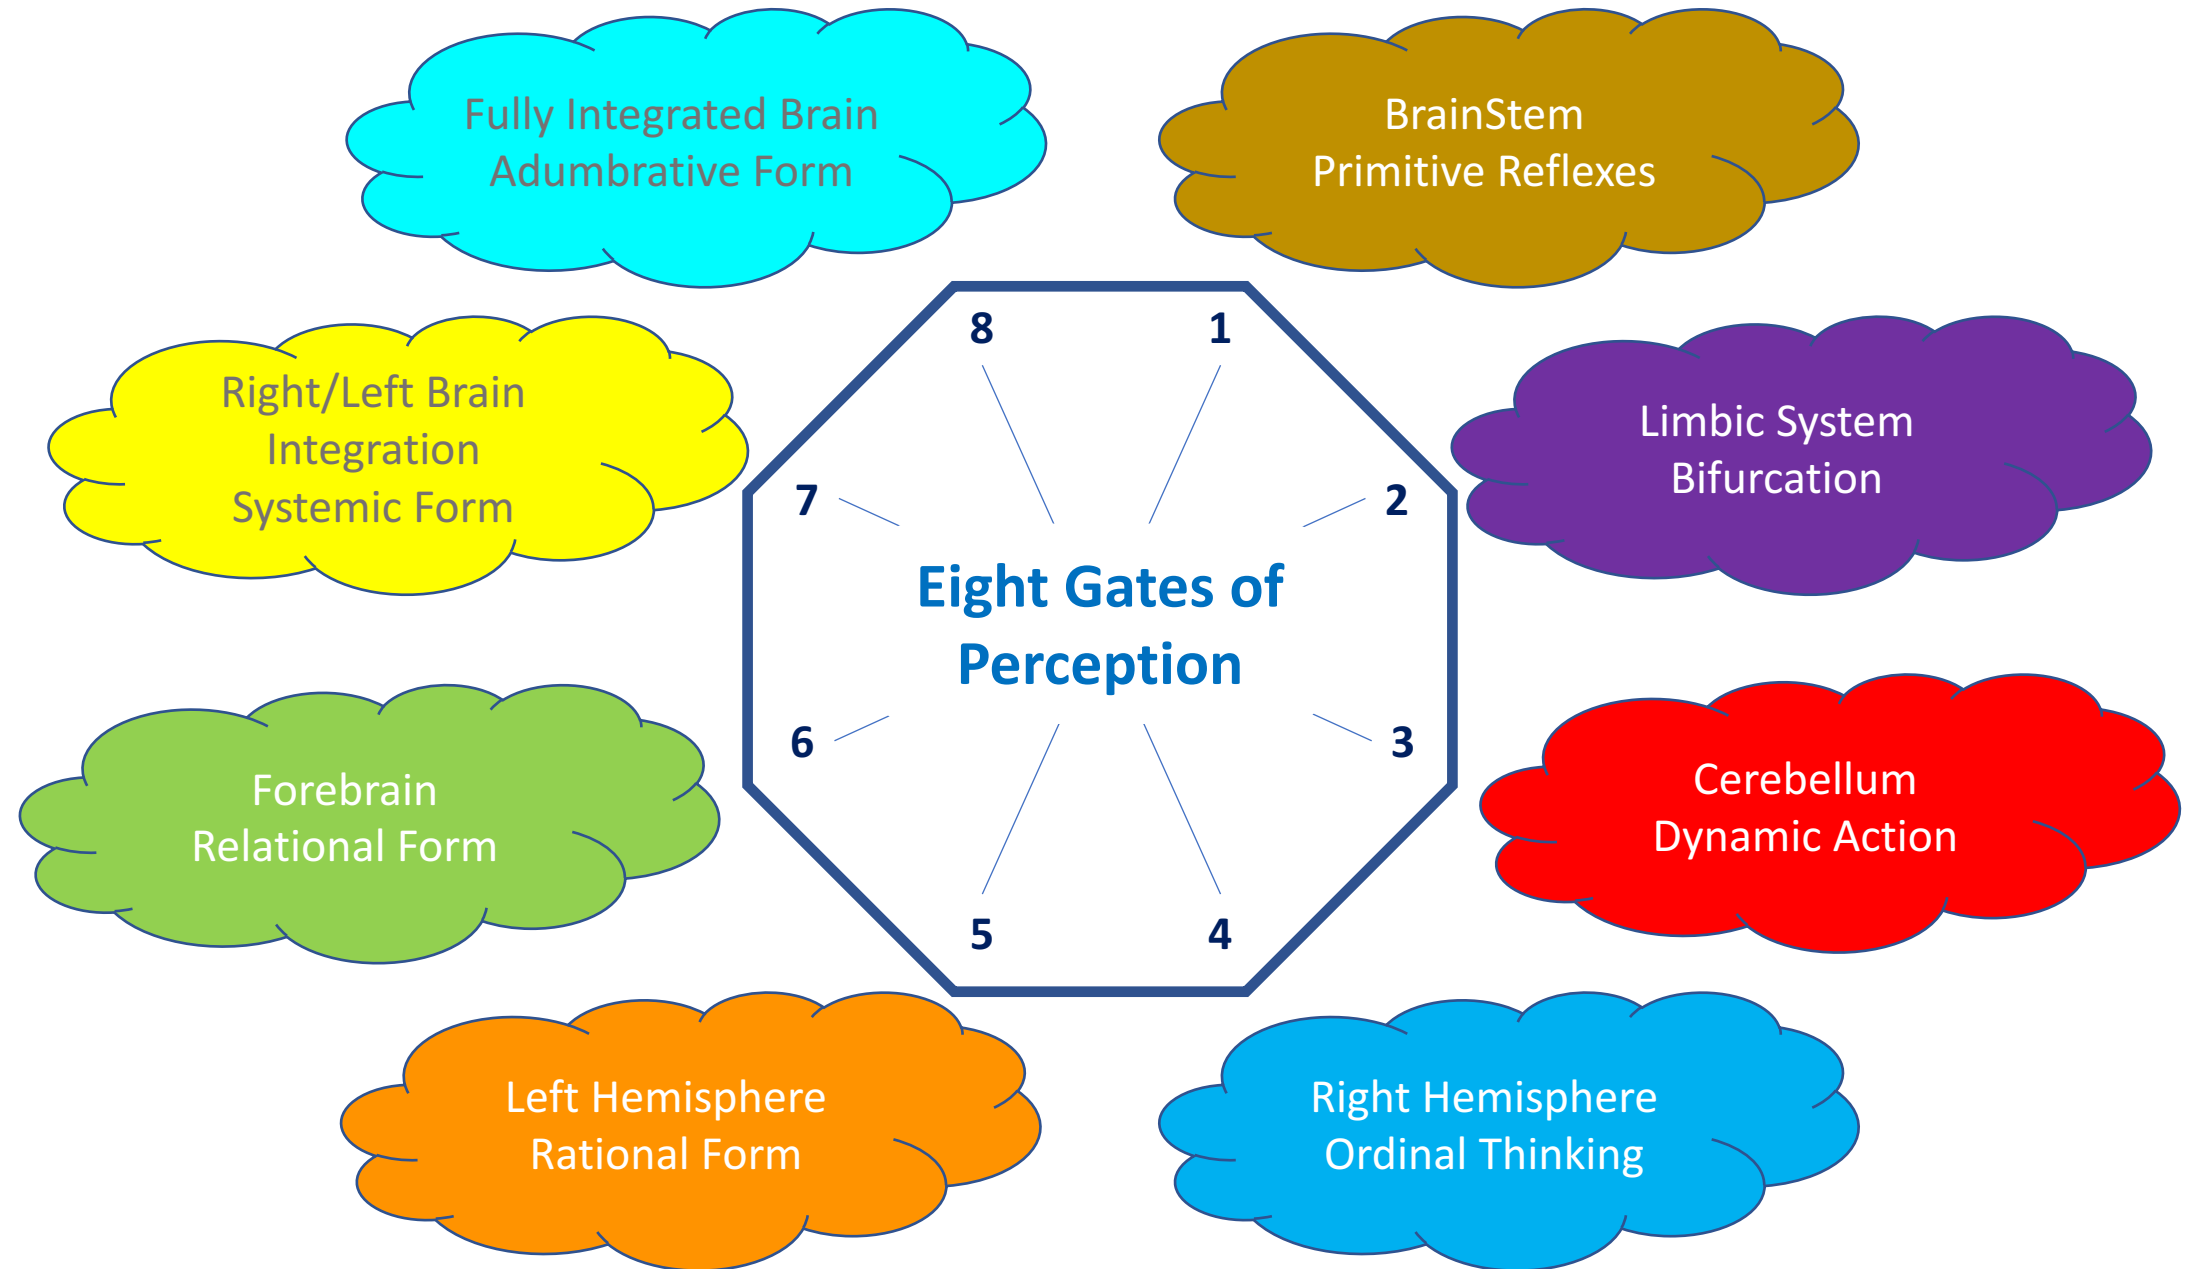 Fully Integrated Brain
Adumbrative Form
BrainStem
Primitive Reflexes
8
1
Right/Left Brain
Integration
Systemic Form
Limbic System
Bifurcation
7
2
Eight Gates of
Perception
6
3
Forebrain
Relational Form
Cerebellum
Dynamic Action
5
4
Left Hemisphere
Rational Form
Right Hemisphere
Ordinal Thinking